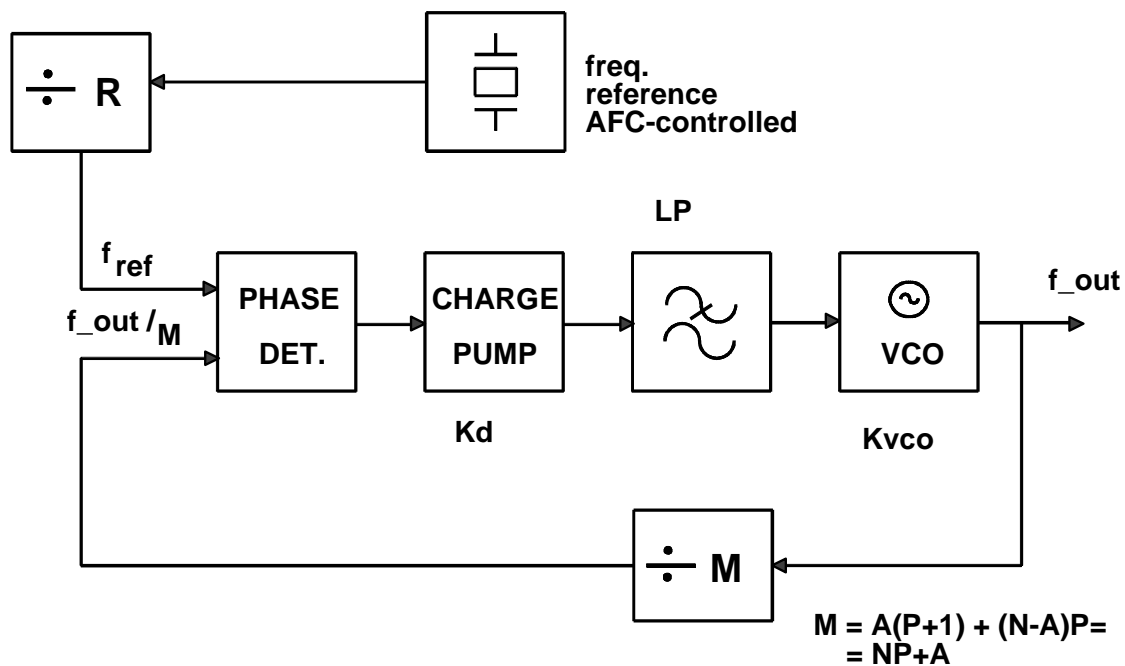 ÷ R
freq.
reference
AFC-controlled
LP
f_ref
f_out /M
PHASE
DET.
CHARGE
PUMP
VCO
f_out
Kd
Kvco
÷ M
M = A(P+1) + (N-A)P=
= NP+A